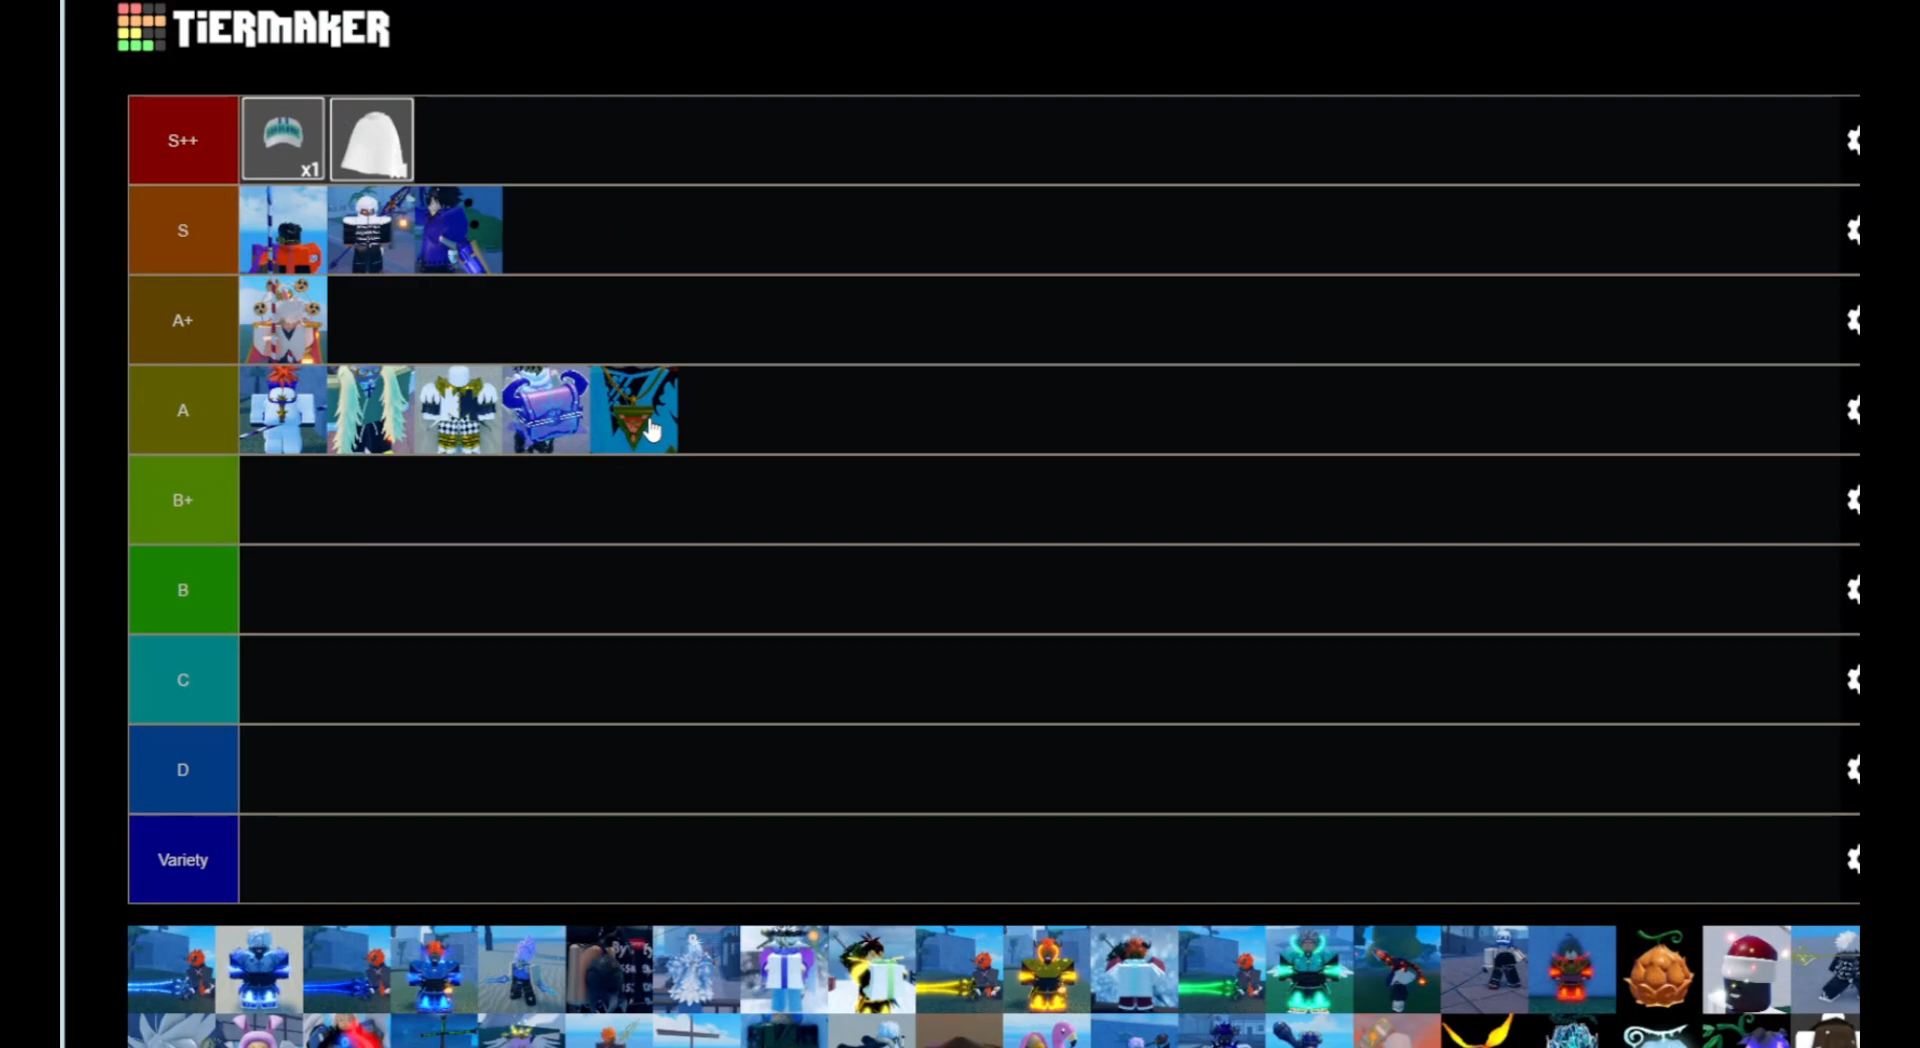 TiERMAKER
S++
x1
S
A+
A
B+
B
C
D
Variety